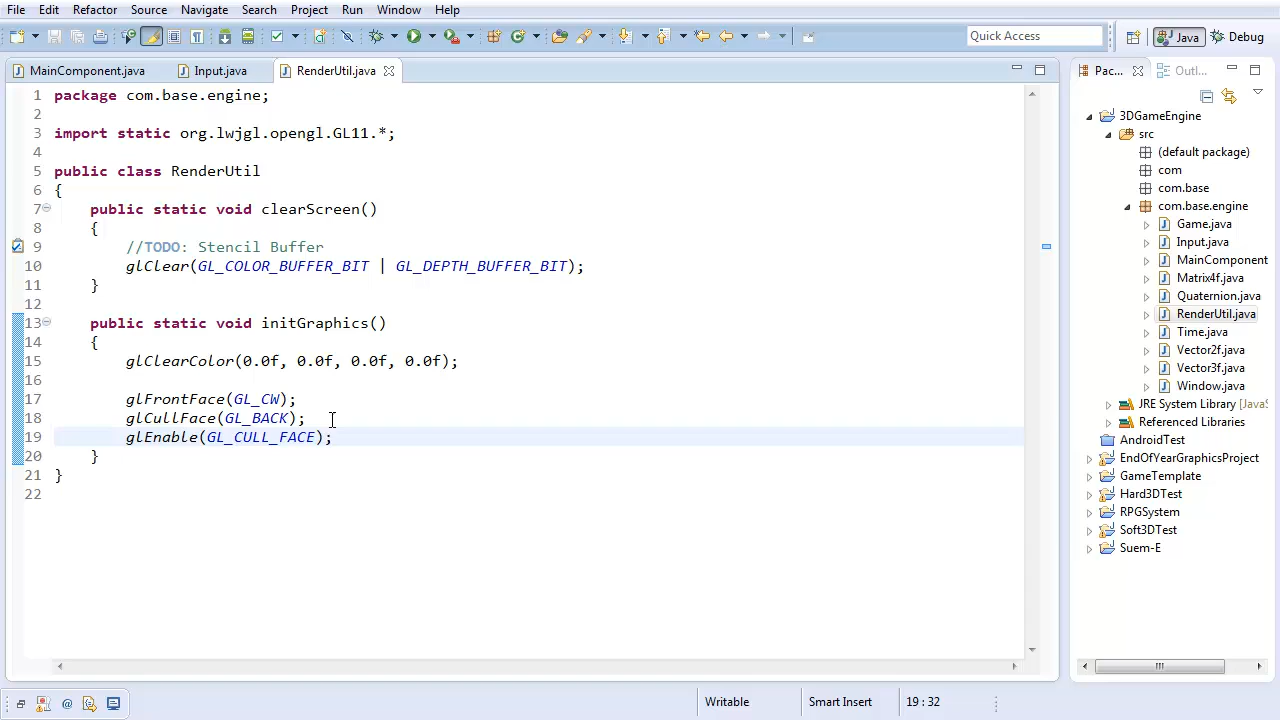 File Edit Refactor Source Navigate Search Project Run Window Help
Quick Access
Java
Debug
MainComponent.java
Input.java
RenderUtil.java
Pac...
Outl...
1 package com.base.engine;
2
3 import static org.lwjgl.opengl.GL11.*;
4
5 public class RenderUtil
6 {
7 public static void clearScreen()
8 {
9 //TODO: Stencil Buffer
10 glClear(GL_COLOR_BUFFER_BIT | GL_DEPTH_BUFFER_BIT);
11 }
12
13 public static void initGraphics()
14 {
15 glClearColor(0.0f, 0.0f, 0.0f, 0.0f);
16
17 glFrontFace(GL_CW);
18 glCullFace(GL_BACK);
19 glEnable(GL_CULL_FACE);
20 }
21 }
22
3DGameEngine
src
(default package)
com
com.base
com.base.engine
Game.java
Input.java
MainComponent
Matrix4f.java
Quaternion.java
RenderUtil.java
Time.java
Vector2f.java
Vector3f.java
Window.java
JRE System Library [JavaS
Referenced Libraries
AndroidTest
EndOfYearGraphicsProject
GameTemplate
Hard3DTest
RPGSystem
Soft3DTest
Suem-E
Writable
Smart Insert
19 : 32